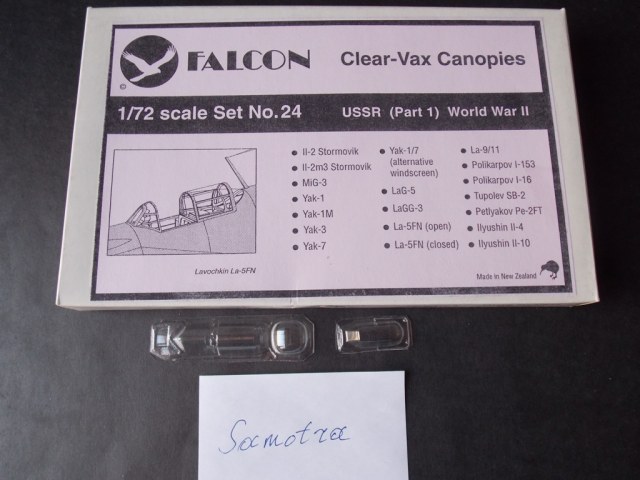 FALCON
Clear-Vax Canopies
©
1/72 scale Set No.24
USSR (Part 1) World War II
Lavochkin La-5FN
• Il-2 Stormovik
• Il-2m3 Stormovik
• MiG-3
• Yak-1
• Yak-1M
• Yak-3
• Yak-7
• Yak-1/7
(alternative
windscreen)
• LaG-5
• LaGG-3
• La-5FN (open)
• La-5FN (closed)
• La-9/11
• Polikarpov I-153
• Polikarpov I-16
• Tupolev SB-2
• Petlyakov Pe-2FT
• Ilyushin Il-4
• Ilyushin Il-10
Made in New Zealand
Samotra